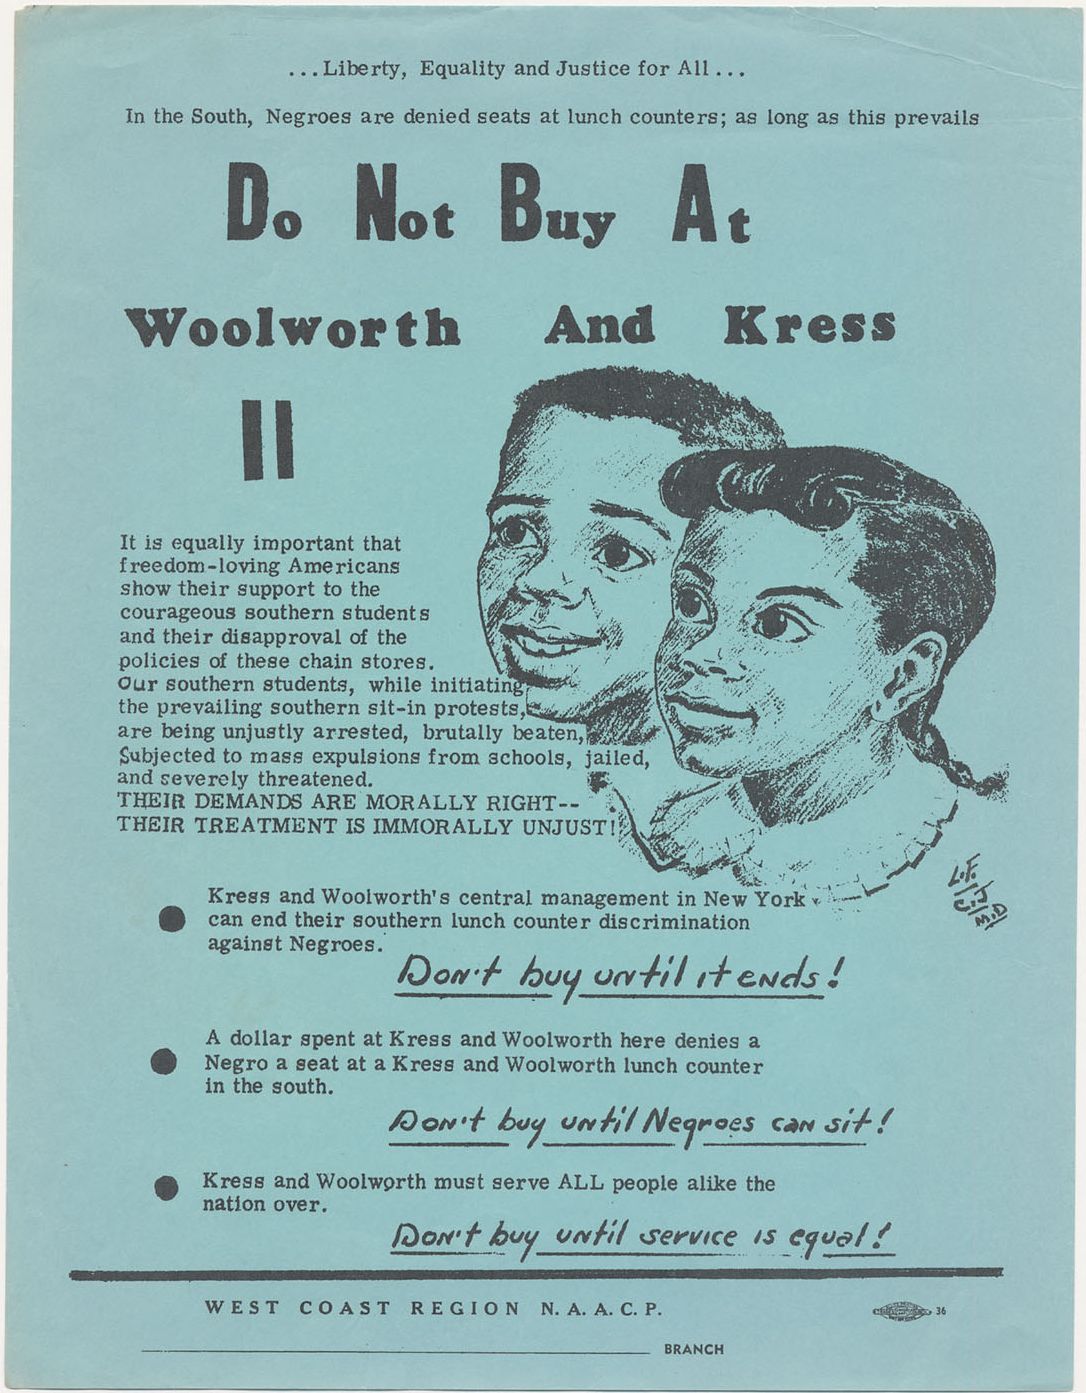 ...Liberty, Equality and Justice for All...
In the South, Negroes are denied seats at lunch counters; as long as this prevails
Do Not Buy At
Woolworth And Kress
It is equally important that
freedom-loving Americans
show their support to the
courageous southern students
and their disapproval of the
policies of these chain stores.
Our southern students, while initiating
the prevailing southern sit-in protests,
are being unjustly arrested, brutally beaten,
Subjected to mass expulsions from schools, jailed,
and severely threatened.
THEIR DEMANDS ARE MORALLY RIGHT--
THEIR TREATMENT IS IMMORALLY UNJUST!
L.F.
Kress and Woolworth's central management in New York
can end their southern lunch counter discrimination
against Negroes.
Don't buy until it ends!
A dollar spent at Kress and Woolworth here denies a
Negro a seat at a Kress and Woolworth lunch counter
in the south.
Don't buy until Negroes can sit!
Kress and Woolworth must serve ALL people alike the
nation over.
Don't buy until service is equal!
WEST COAST REGION N.A.A.C.P.
36
BRANCH